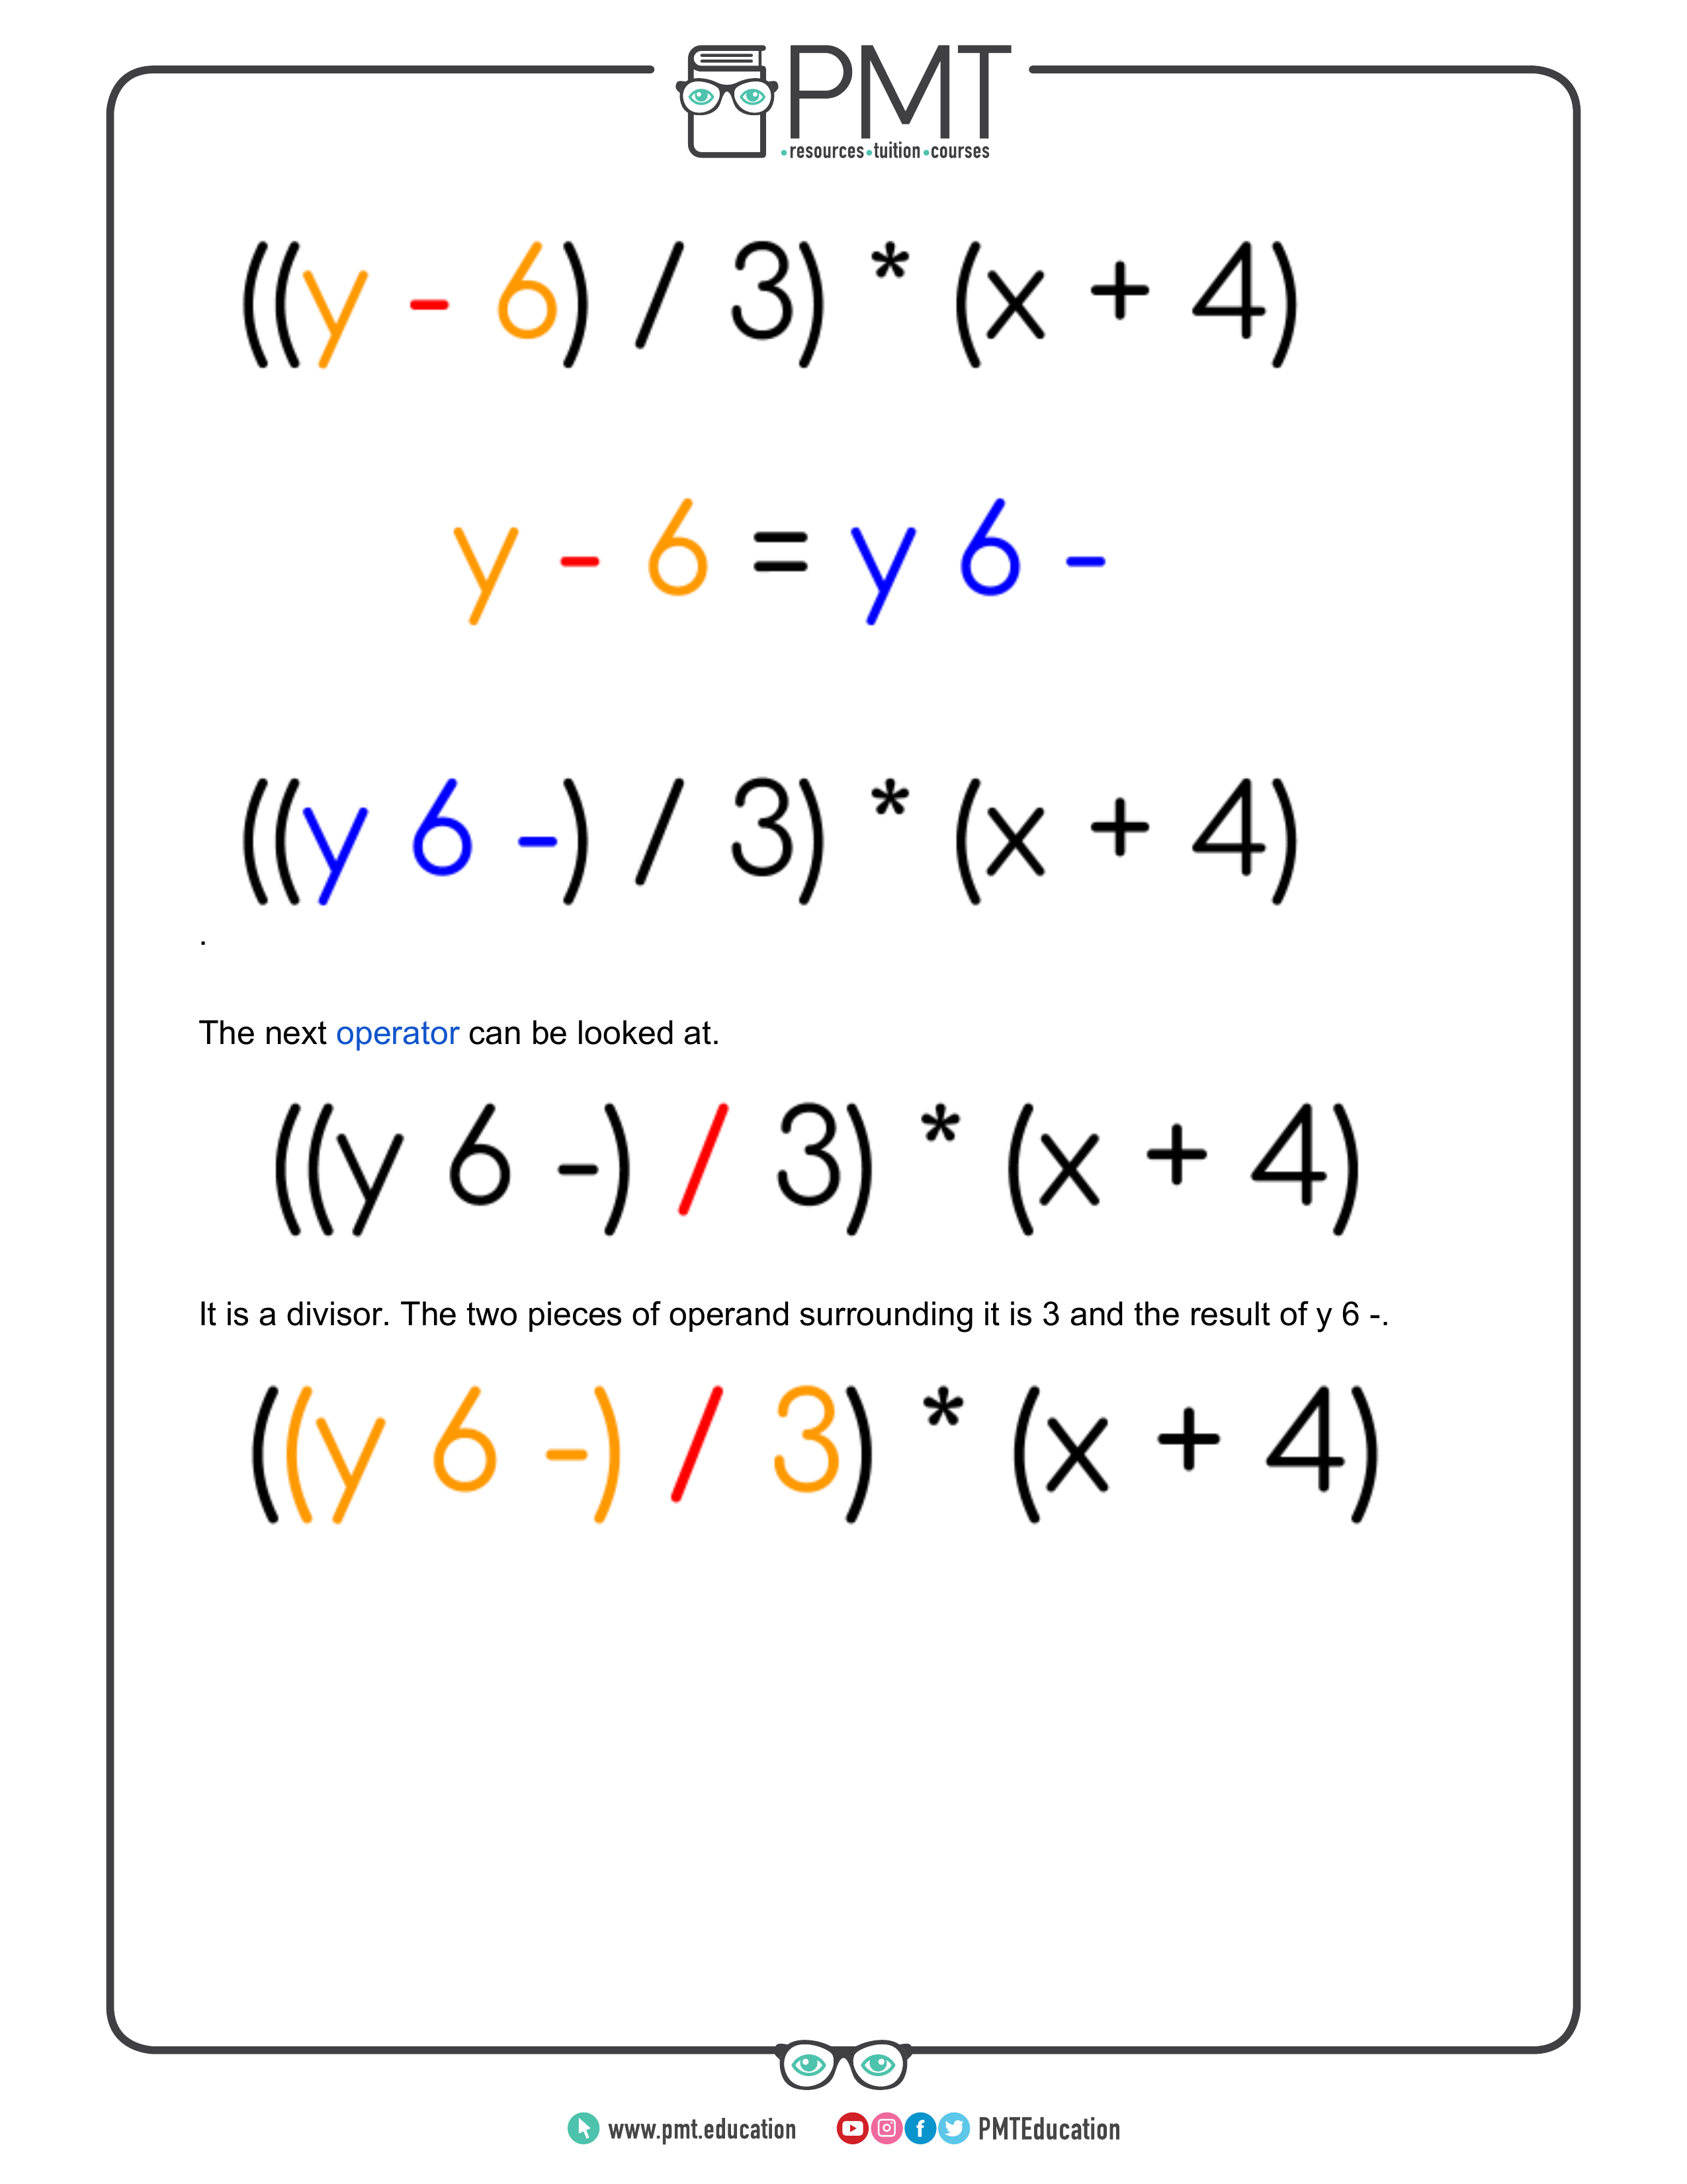 PMT
resources tuition courses
((y - 6) / 3) * (x + 4)
y - 6 = y 6 -
((y 6 -) / 3) * (x + 4)
.
The next operator can be looked at.
((y 6 -) / 3) * (x + 4)
It is a divisor. The two pieces of operand surrounding it is 3 and the result of y 6 -.
((y 6 -) / 3) * (x + 4)
www.pmt.education PMTEducation